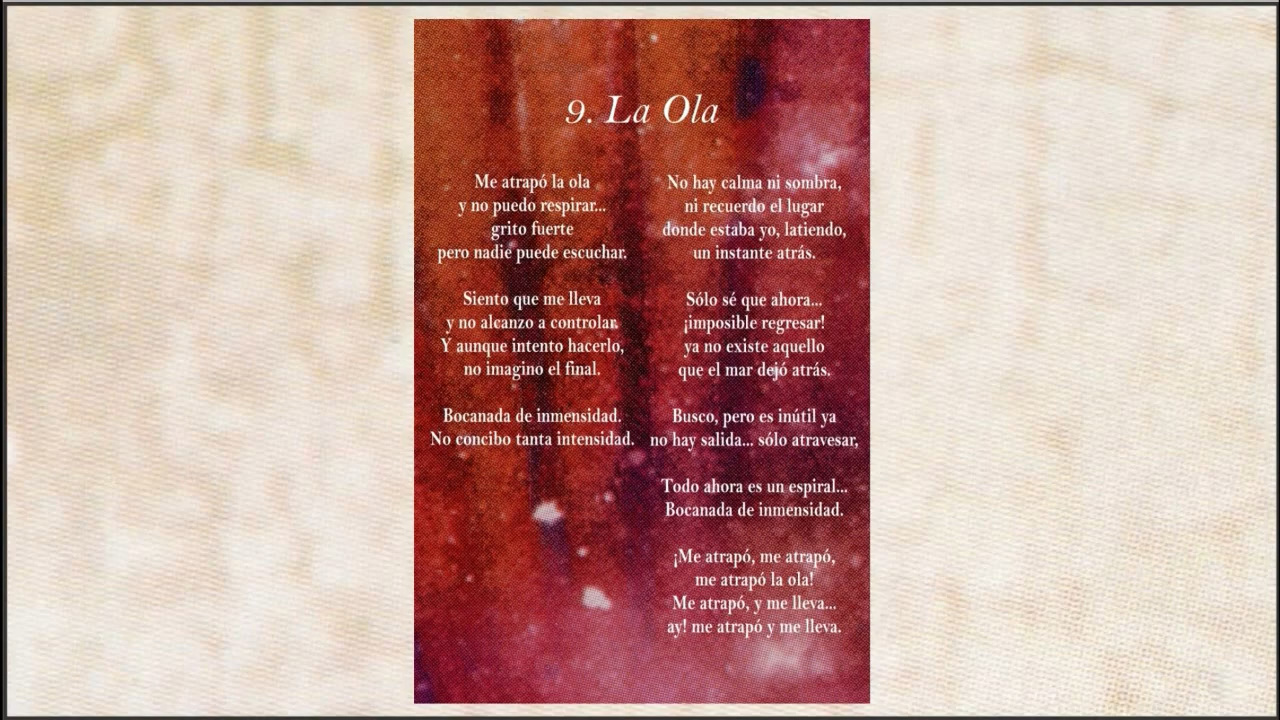 9. La Ola
Me atrapó la ola
y no puedo respirar...
grito fuerte
pero nadie puede escuchar.
Siento que me lleva
y no alcanzo a controlar.
Y aunque intento hacerlo,
no imagino el final.
Bocanada de inmensidad.
No concibo tanta intensidad.
No hay calma ni sombra,
ni recuerdo el lugar
donde estaba yo, latiendo,
un instante atrás.
Sólo sé que ahora...
¡imposible regresar!
ya no existe aquello
que el mar dejó atrás.
Busco, pero es inútil ya
no hay salida... sólo atravesar,
Todo ahora es un espiral...
Bocanada de inmensidad.
¡Me atrapó, me atrapó,
me atrapó la ola!
Me atrapó, y me lleva...
ay! me atrapó y me lleva.